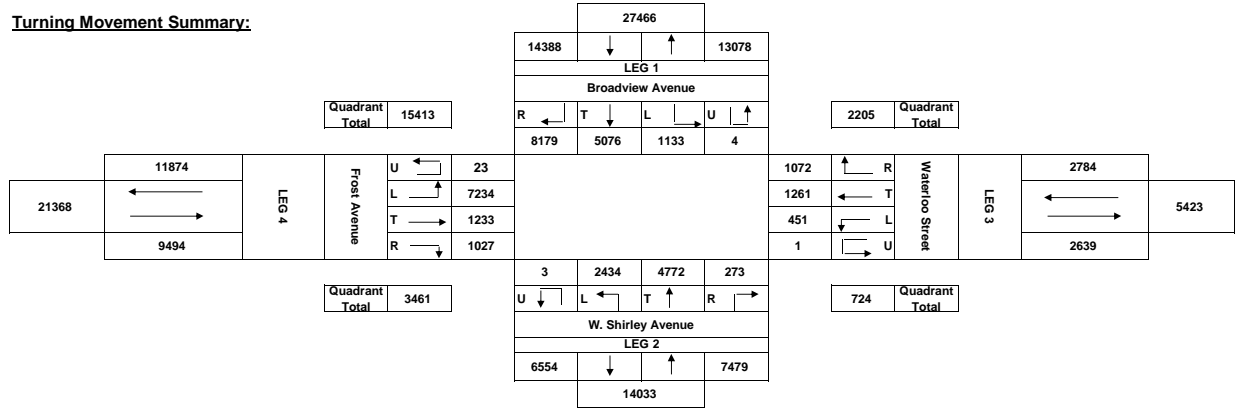 Turning Movement Summary:
27466
14388 13078
LEG 1
Broadview Avenue
Quadrant Total 15413
R T L U
Quadrant Total 2205
8179 5076 1133 4
11874
U 23
1072 R
2784
21368
LEG 4
Frost Avenue
L 7234
1261 T
Waterloo Street
LEG 3
5423
T 1233
451 L
9494
R 1027
1 U
2639
3 2434 4772 273
Quadrant Total 3461
U L T R
724 Quadrant Total
W. Shirley Avenue
LEG 2
6554 7479
14033